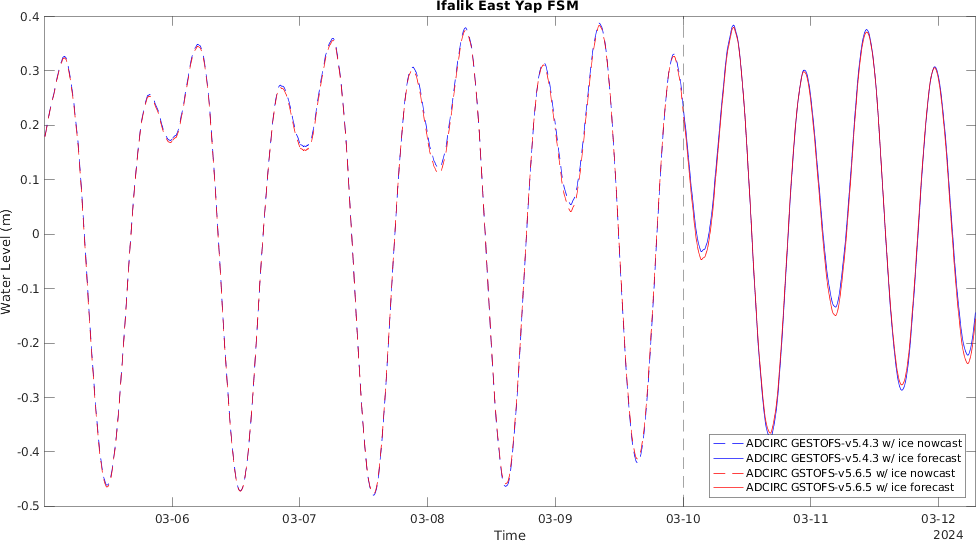 Ifalik East Yap FSM
0.4
0.3
0.2
0.1
0
-0.1
-0.2
-0.3
-0.4
-0.5
Water Level (m)
ADCIRC GESTOFS-v5.4.3 w/ ice nowcast
ADCIRC GESTOFS-v5.4.3 w/ ice forecast
ADCIRC GSTOFS-v5.6.5 w/ ice nowcast
ADCIRC GSTOFS-v5.6.5 w/ ice forecast
03-06 03-07 03-08 03-09 03-10 03-11 03-12
Time 2024